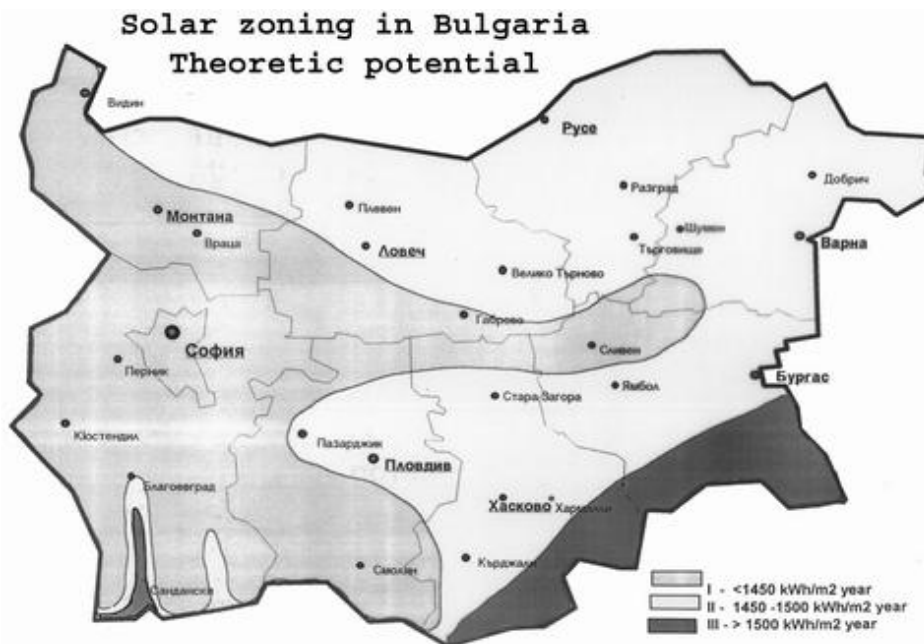 Solar zoning in Bulgaria
Theoretic potential
Видин
Русе
Разград
Добрич
Плевен
Монтана
Враца
Шумен
Търговище
Варна
Ловеч
Велико Търново
Габрово
София
Сливен
Перник
Ямбол
Бургас
Стара Загора
Кюстендил
Пазарджик
Пловдив
Благоевград
Хасково
Харманли
Кърджали
Смолян
Сандански
I - <1450 kWh/m2 year
II - 1450 -1500 kWh/m2 year
III - > 1500 kWh/m2 year